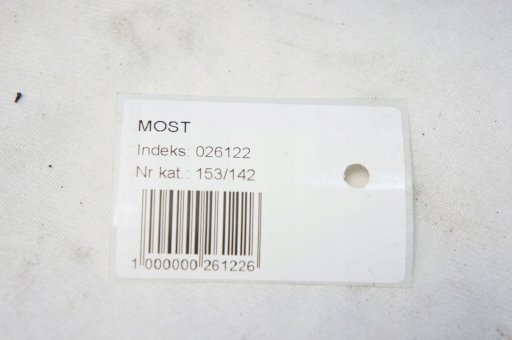 MOST
Indeks: 026122
Nr kat.: 153/142
1 000000 261226